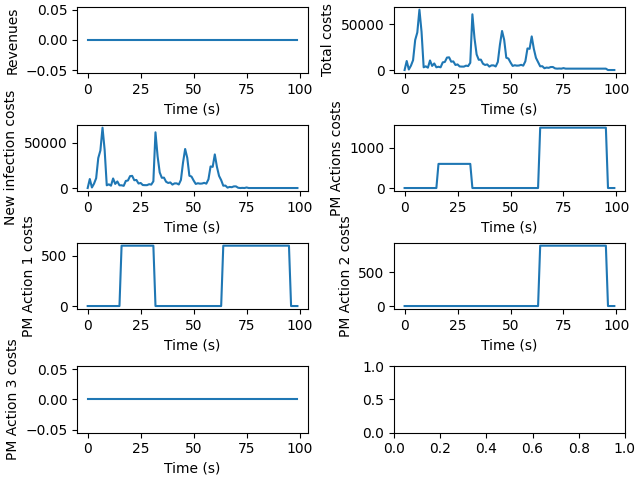 Revenues
0.05
0.00
−0.05
0 25 50 75 100
Time (s)
Total costs
50000
0
0 25 50 75 100
Time (s)
New infection costs
50000
0
0 25 50 75 100
Time (s)
PM Actions costs
1000
0
0 25 50 75 100
Time (s)
PM Action 1 costs
500
0
0 25 50 75 100
Time (s)
PM Action 2 costs
500
0
0 25 50 75 100
Time (s)
PM Action 3 costs
0.05
0.00
−0.05
0 25 50 75 100
Time (s)
1.0
0.5
0.0
0.0 0.2 0.4 0.6 0.8 1.0